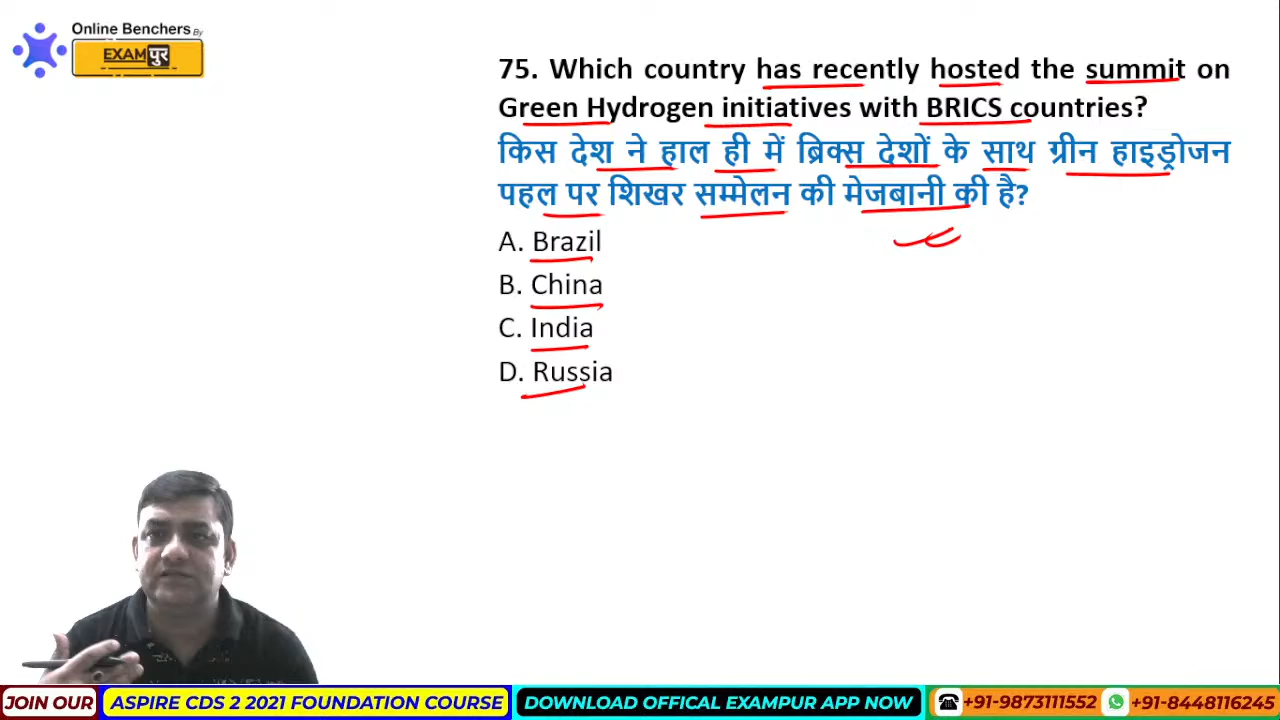 Online Benchers By
EXAMपुर
75. Which country has recently hosted the summit on
Green Hydrogen initiatives with BRICS countries?
किस देश ने हाल ही में ब्रिक्स देशों के साथ ग्रीन हाइड्रोजन
पहल पर शिखर सम्मेलन की मेजबानी की है?
A. Brazil
B. China
C. India
D. Russia
JOIN OUR ASPIRE CDS 2 2021 FOUNDATION COURSE DOWNLOAD OFFICAL EXAMPUR APP NOW +91-9873111552 +91-8448116245